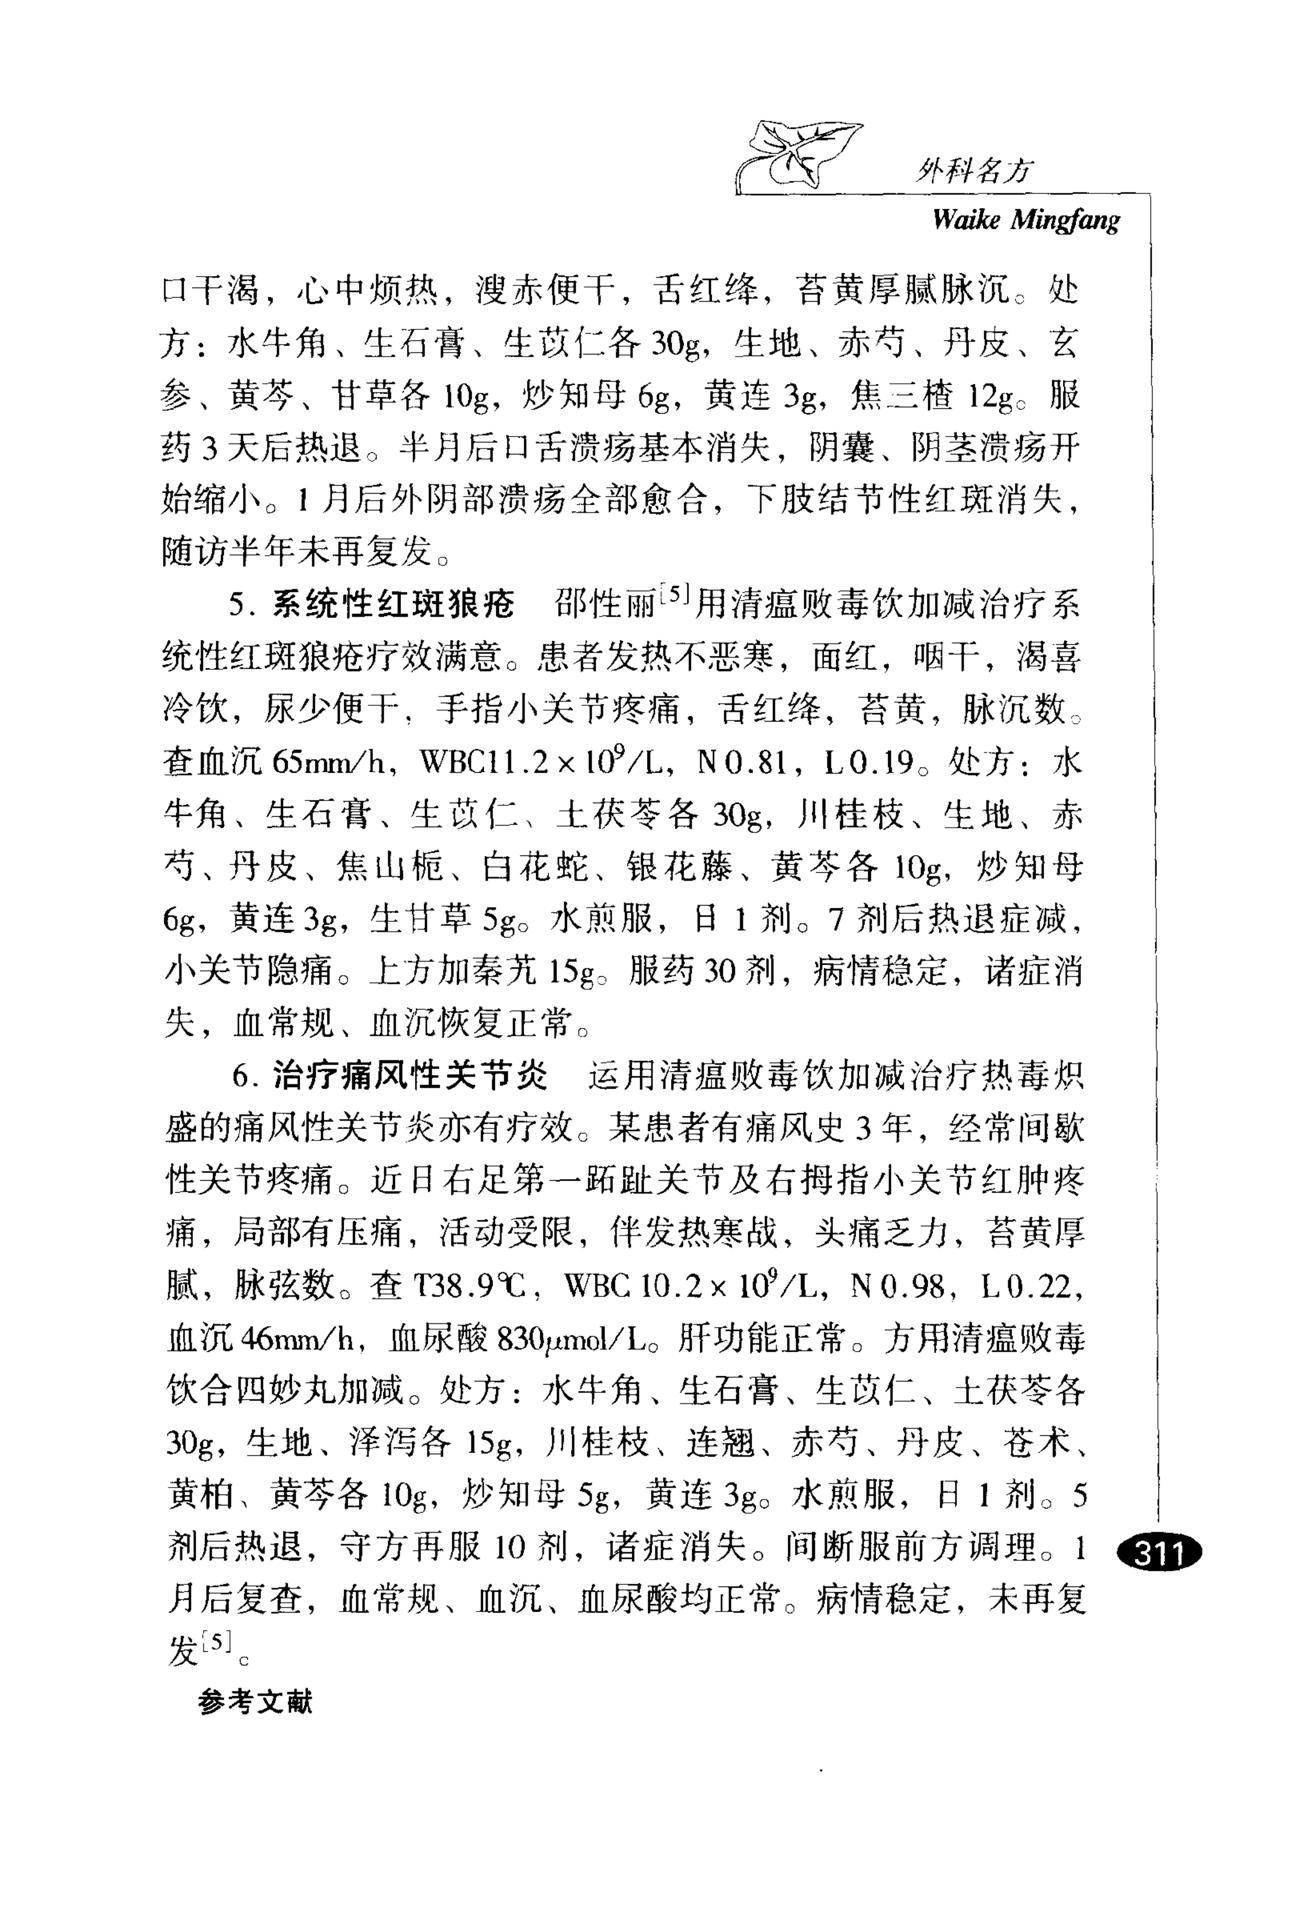 外科名方
Waike Mingfang
口干渴，心中烦热，溲赤便干，舌红绛，苔黄厚腻脉沉。处
方：水牛角、生石膏、生苡仁各30g，生地、赤芍、丹皮、玄
参、黄芩、甘草各10g，炒知母6g，黄连3g，焦三楂12g。服
药3天后热退。半月后口舌溃疡基本消失，阴囊、阴茎溃疡开
始缩小。1月后外阴部溃疡全部愈合，下肢结节性红斑消失，
随访半年未再复发。
5. 系统性红斑狼疮　邵性丽[5]用清瘟败毒饮加减治疗系
统性红斑狼疮疗效满意。患者发热不恶寒，面红，咽干，渴喜
冷饮，尿少便干，手指小关节疼痛，舌红绛，苔黄，脉沉数。
查血沉65mm/h，WBC11.2×10⁹/L，N0.81，L0.19。处方：水
牛角、生石膏、生苡仁、土茯苓各30g，川桂枝、生地、赤
芍、丹皮、焦山栀、白花蛇、银花藤、黄芩各10g，炒知母
6g，黄连3g，生甘草5g。水煎服，日1剂。7剂后热退症减，
小关节隐痛。上方加秦艽15g。服药30剂，病情稳定，诸症消
失，血常规、血沉恢复正常。
6. 治疗痛风性关节炎　运用清瘟败毒饮加减治疗热毒炽
盛的痛风性关节炎亦有疗效。某患者有痛风史3年，经常间歇
性关节疼痛。近日右足第一跖趾关节及右拇指小关节红肿疼
痛，局部有压痛，活动受限，伴发热寒战，头痛乏力，苔黄厚
腻，脉弦数。查T38.9℃，WBC10.2×10⁹/L，N0.98，L0.22，
血沉46mm/h，血尿酸830μmol/L。肝功能正常。方用清瘟败毒
饮合四妙丸加减。处方：水牛角、生石膏、生苡仁、土茯苓各
30g，生地、泽泻各15g，川桂枝、连翘、赤芍、丹皮、苍术、
黄柏、黄芩各10g，炒知母5g，黄连3g。水煎服，日1剂。5
剂后热退，守方再服10剂，诸症消失。间断服前方调理。1
月后复查，血常规、血沉、血尿酸均正常。病情稳定，未再复
发[5]。
参考文献
311